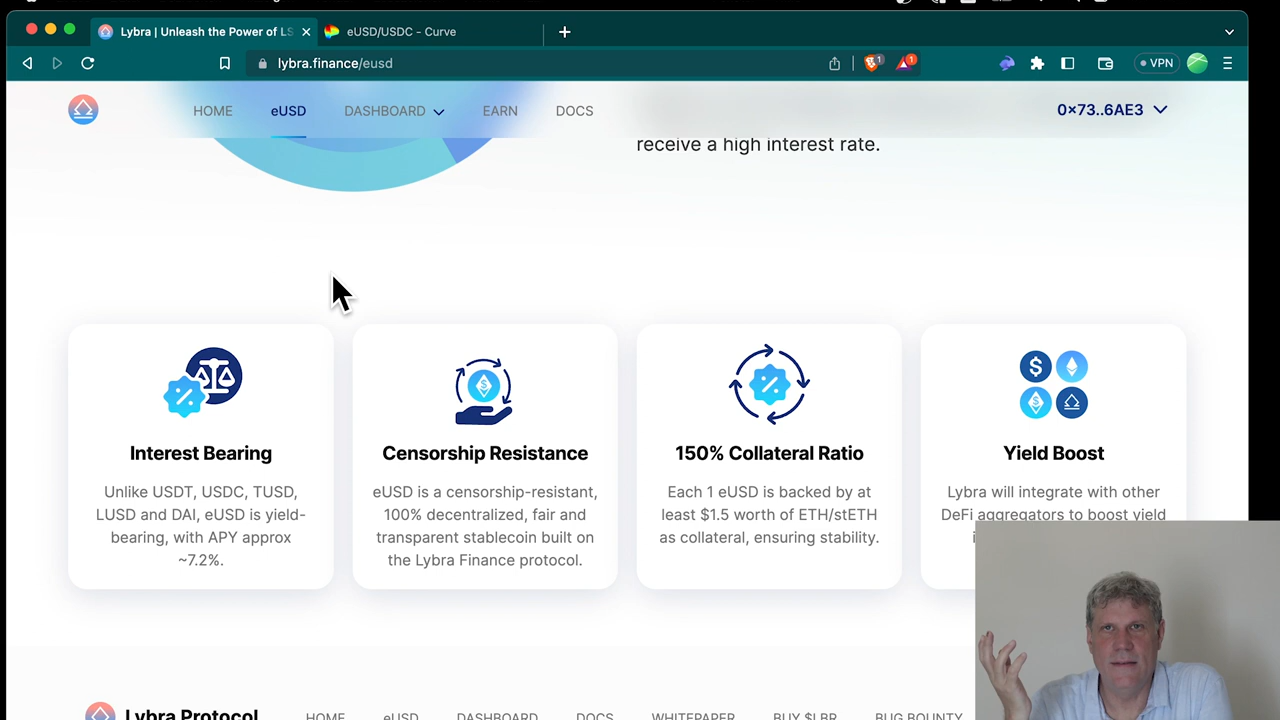 Lybra | Unleash the Power of LS
eUSD/USDC - Curve
lybra.finance/eusd
1
1
VPN
HOME
eUSD
DASHBOARD
EARN
DOCS
0×73..6AE3
receive a high interest rate.
Interest Bearing
Unlike USDT, USDC, TUSD,
LUSD and DAI, eUSD is yield-
bearing, with APY approx
~7.2%.
Censorship Resistance
eUSD is a censorship-resistant,
100% decentralized, fair and
transparent stablecoin built on
the Lybra Finance protocol.
150% Collateral Ratio
Each 1 eUSD is backed by at
least $1.5 worth of ETH/stETH
as collateral, ensuring stability.
Yield Boost
Lybra will integrate with other
DeFi aggregators to boost yield
Lybra Protocol
HOME
eUSD
DASHBOARD
DOCS
WHITEPAPER
BUY $LBR
BUG BOUNTY